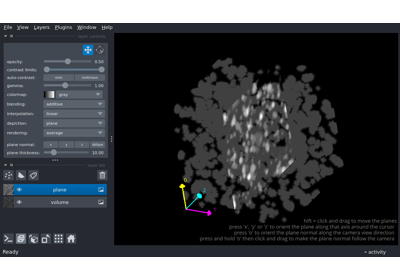 File View Layers Plugins Window Help
layer controls
opacity: 0.50
contrast limits:
auto-contrast: once continuous
gamma: 1.00
colormap: gray
blending: additive
interpolation: linear
depiction: plane
rendering: average
plane normal: x y z oblique
plane thickness: 10.00
layer list
plane
volume
shift + click and drag to move the plane
press 'x', 'y' or 'z' to orient the plane along that axis around the cursor
press 'o' to orient the plane normal along the camera view direction
press and hold 'o' then click and drag to make the plane normal follow the camera
Ready
activity